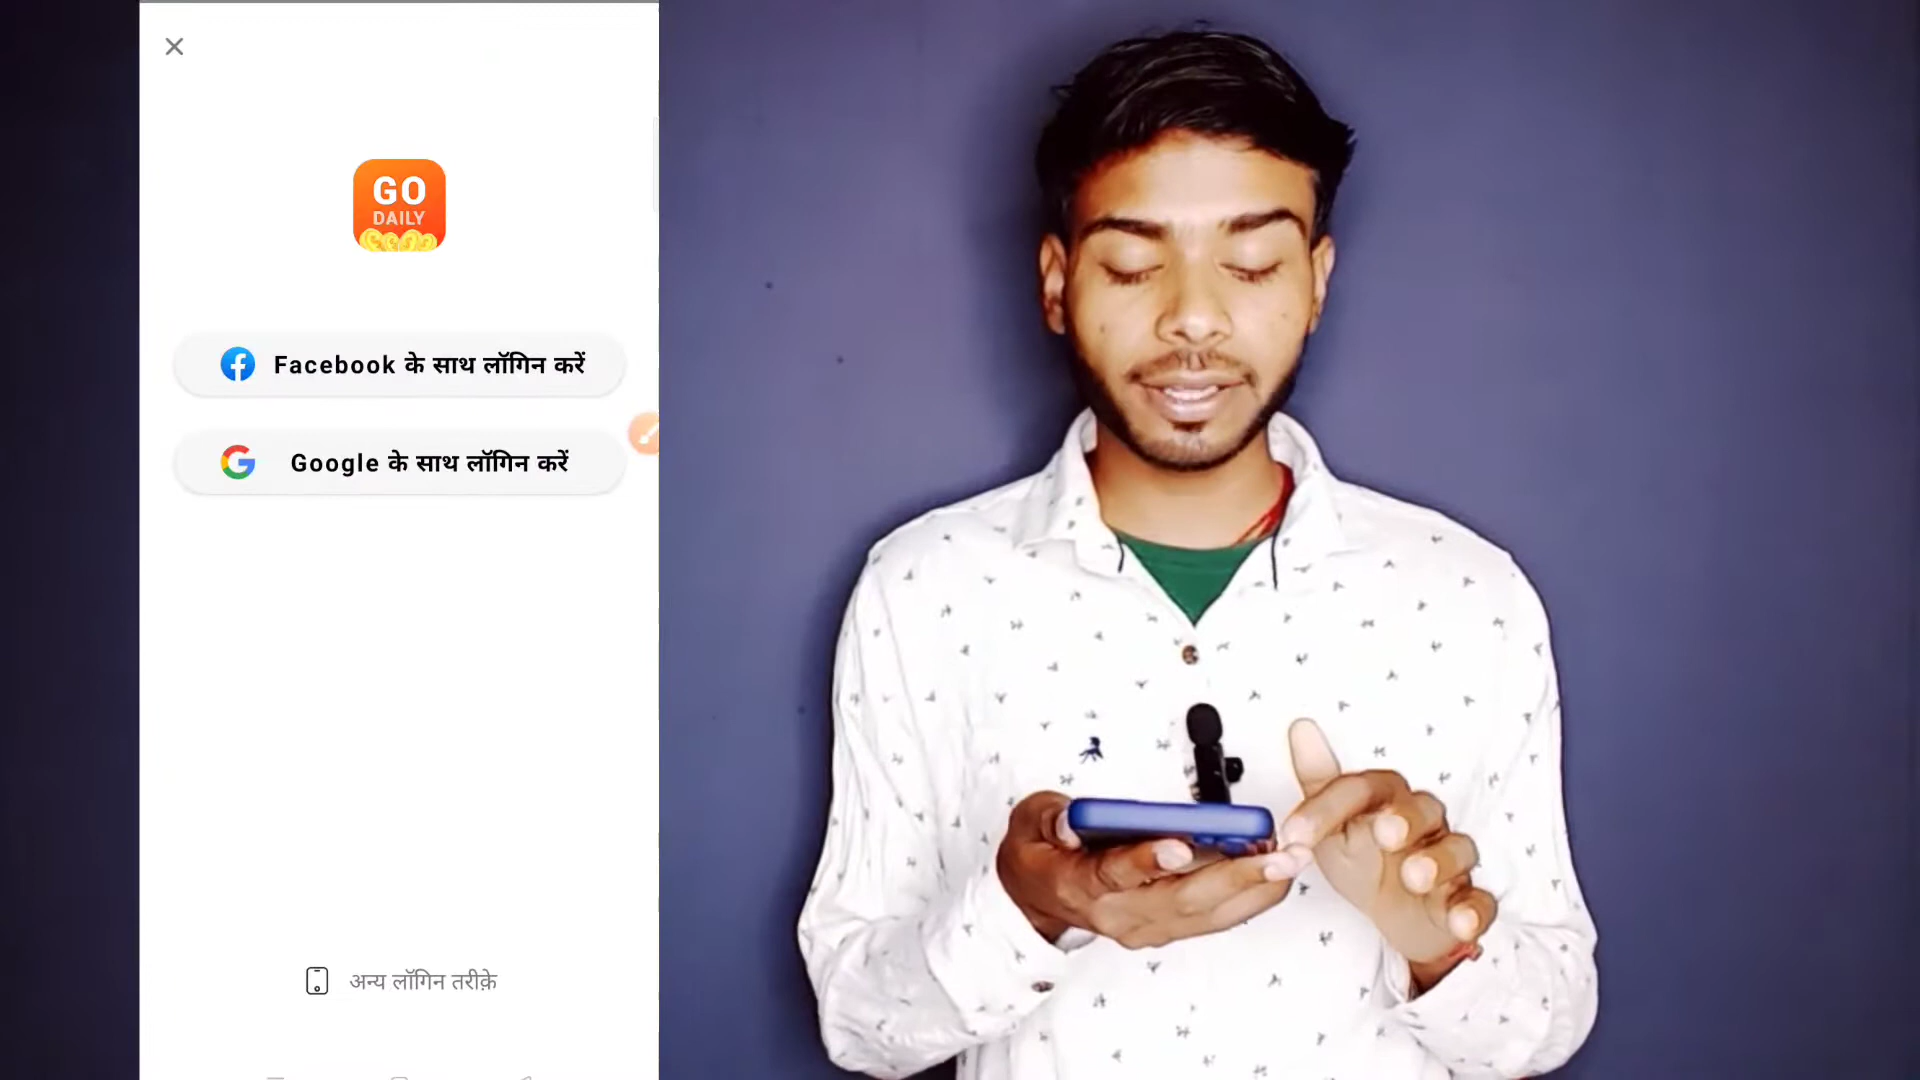 GO
DAILY
Facebook के साथ लॉगिन करें
Google के साथ लॉगिन करें
अन्य लॉगिन तरीक़े